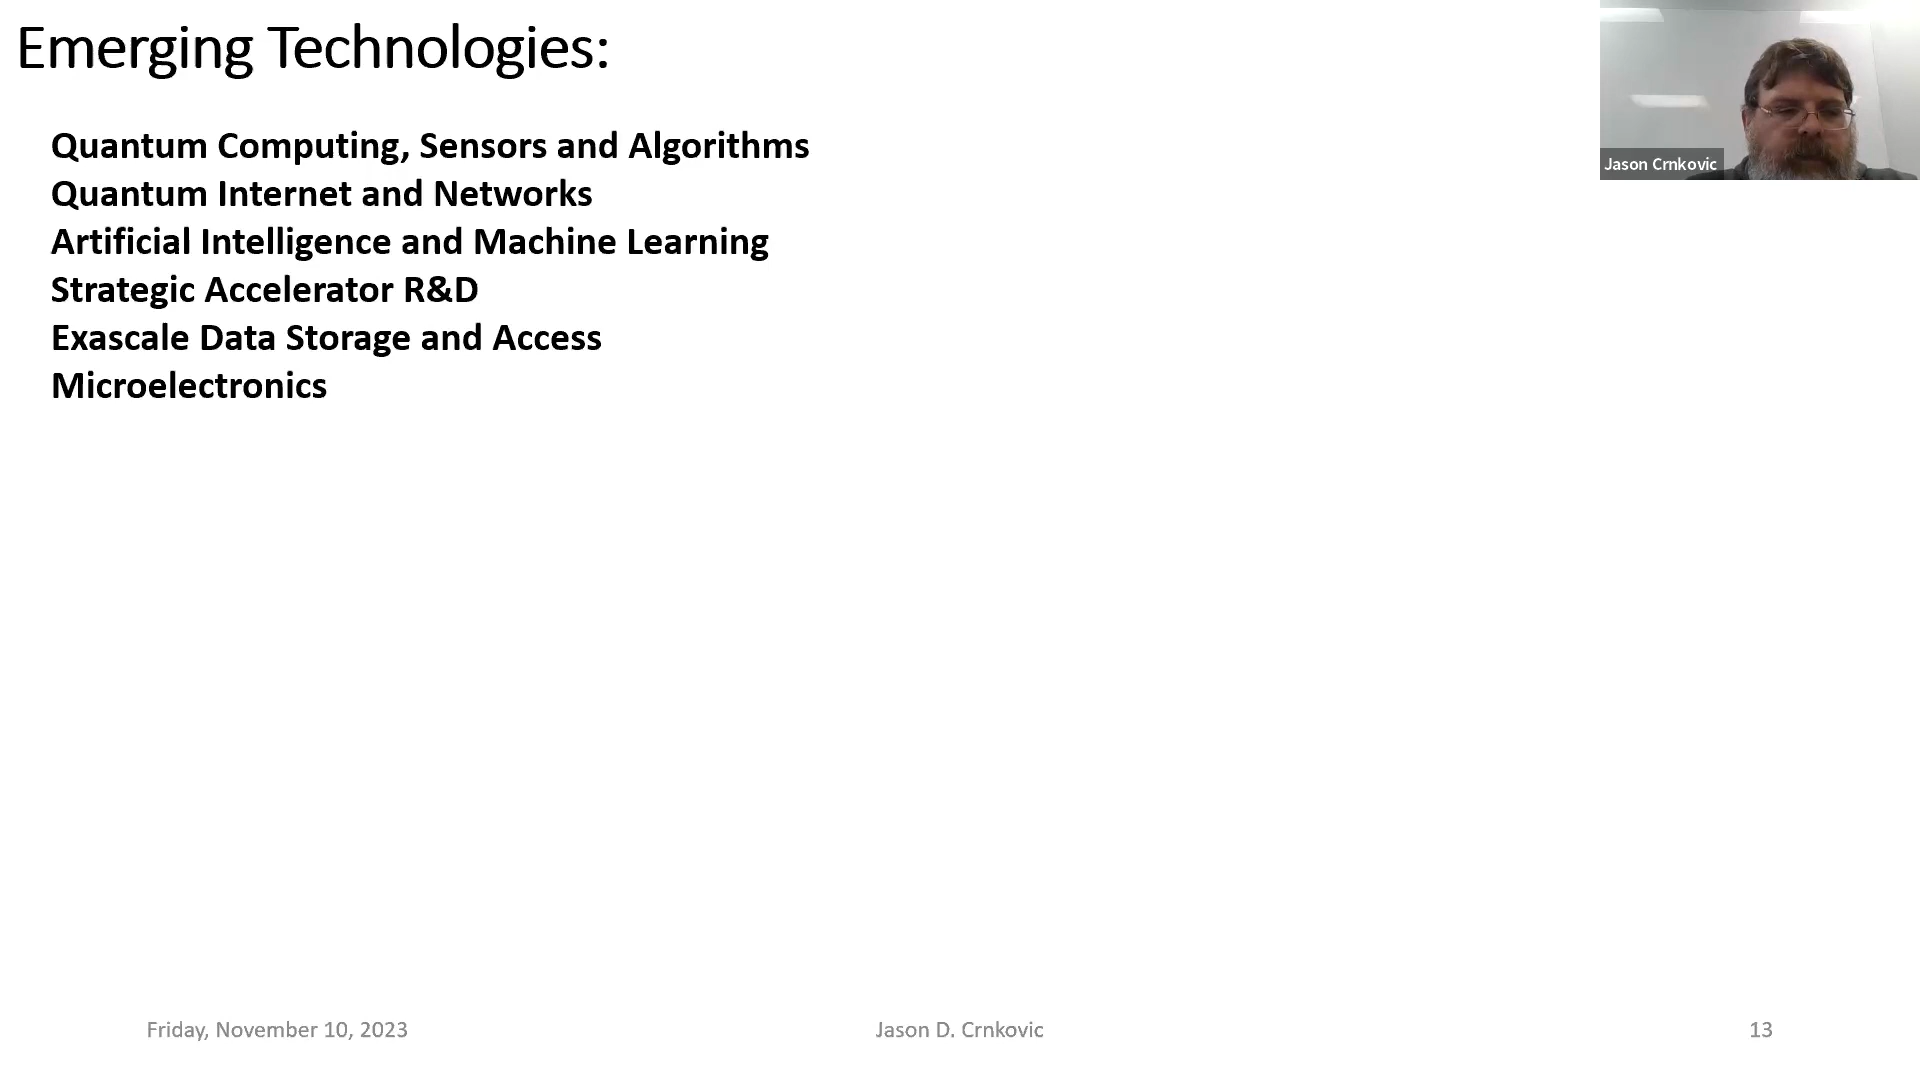 Emerging Technologies:
Quantum Computing, Sensors and Algorithms
Quantum Internet and Networks
Artificial Intelligence and Machine Learning
Strategic Accelerator R&D
Exascale Data Storage and Access
Microelectronics
Jason Crnkovic
Friday, November 10, 2023
Jason D. Crnkovic
13